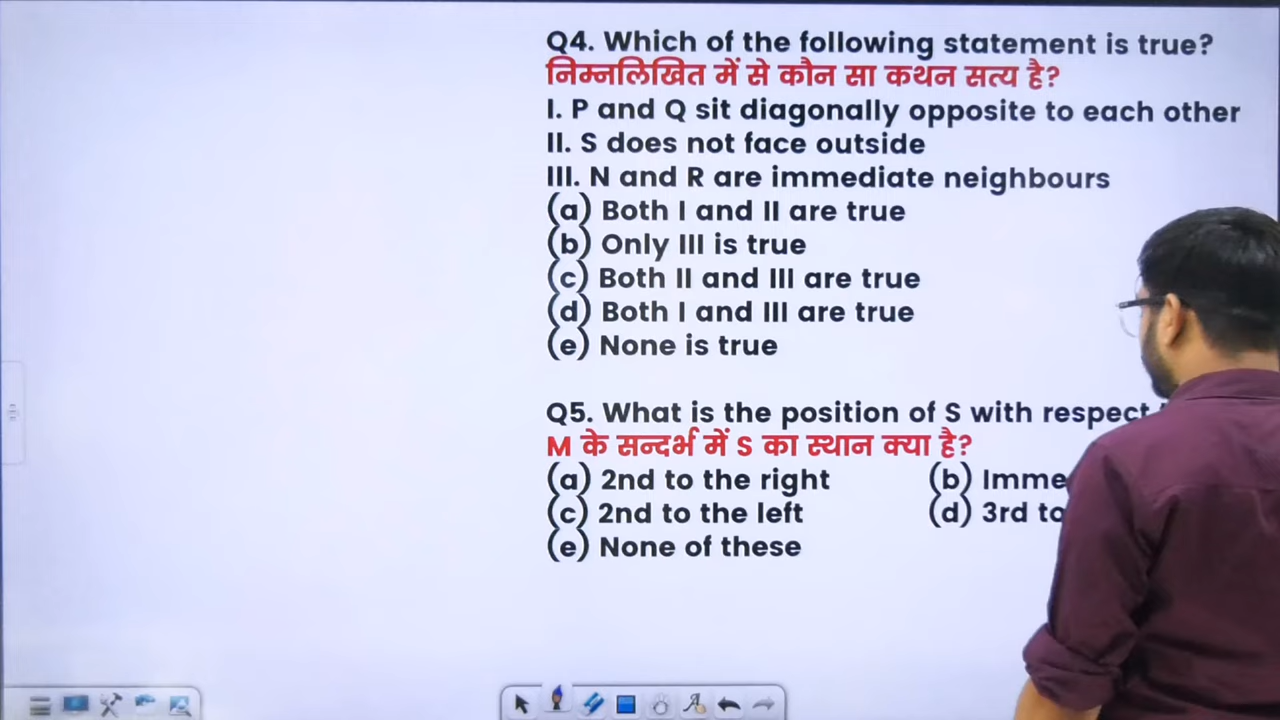 Q4. Which of the following statement is true?
निम्नलिखित में से कौन सा कथन सत्य है?
I. P and Q sit diagonally opposite to each other
II. S does not face outside
III. N and R are immediate neighbours
(a) Both I and II are true
(b) Only III is true
(c) Both II and III are true
(d) Both I and III are true
(e) None is true
Q5. What is the position of S with respect
M के सन्दर्भ में S का स्थान क्या है?
(a) 2nd to the right (b)
(c) 2nd to the left (d) 3rd to
(e) None of these